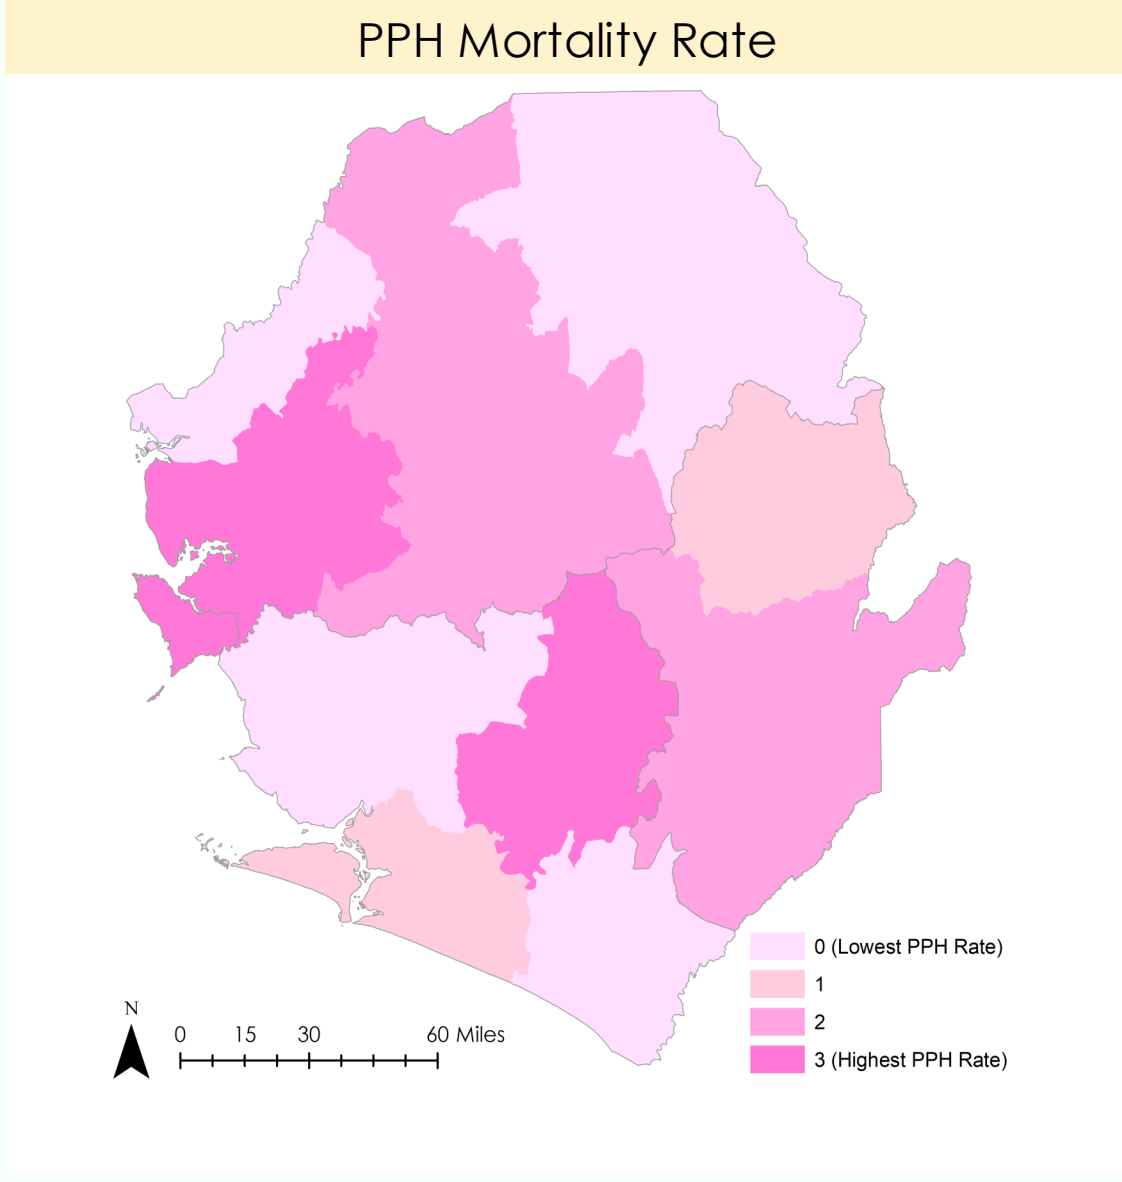 PPH Mortality Rate
0 (Lowest PPH Rate)
1
2
3 (Highest PPH Rate)
N
0 15 30 60 Miles